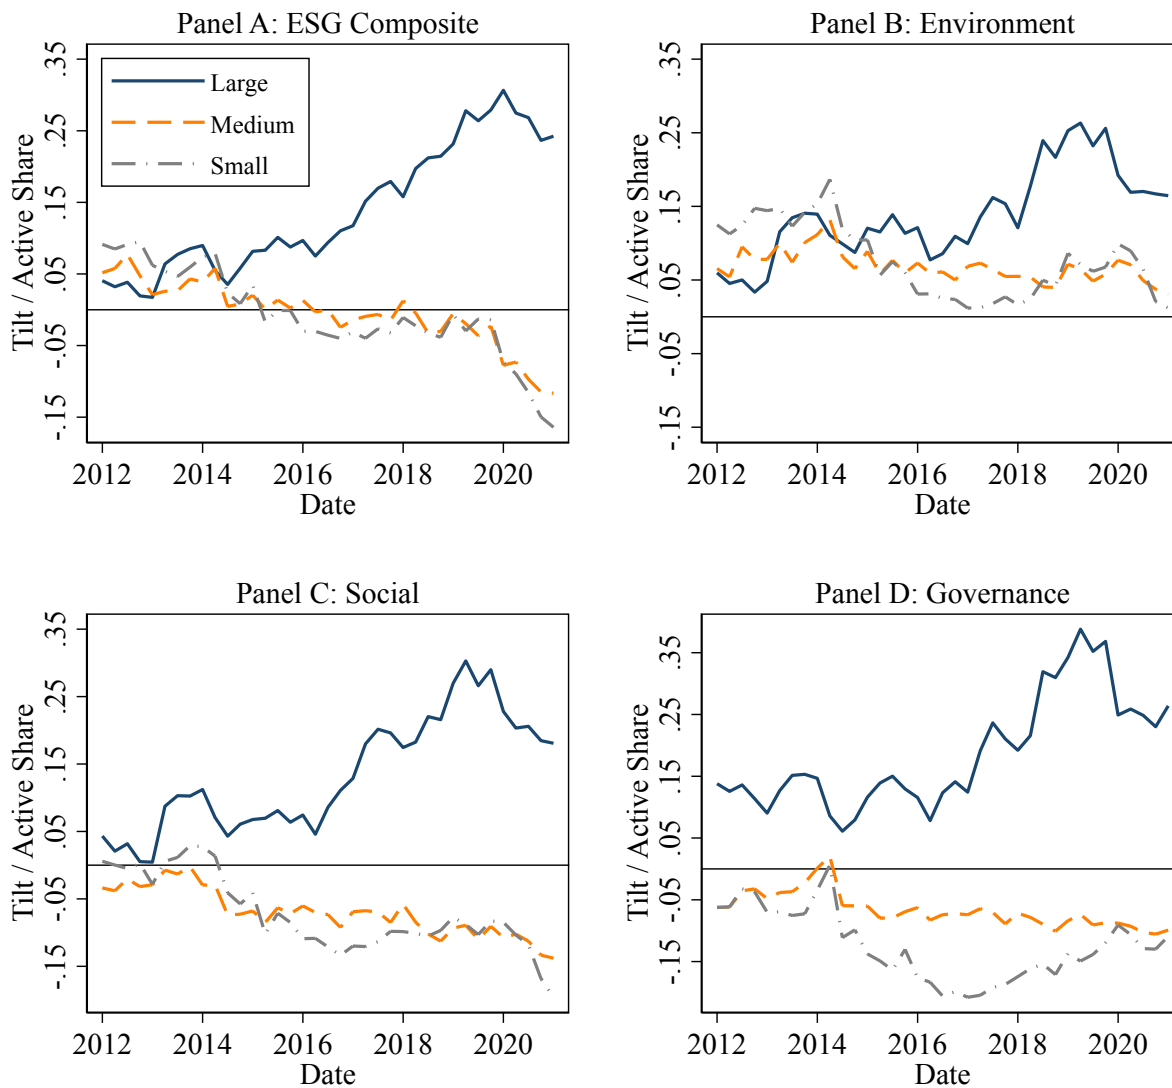 Panel A: ESG Composite
Tilt / Active Share
.35
.25
.15
.05
-.05
-.15
Large
Medium
Small
2012 2014 2016 2018 2020
Date
Panel B: Environment
Tilt / Active Share
.35
.25
.15
.05
-.05
-.15
2012 2014 2016 2018 2020
Date
Panel C: Social
Tilt / Active Share
.35
.25
.15
.05
-.05
-.15
2012 2014 2016 2018 2020
Date
Panel D: Governance
Tilt / Active Share
.35
.25
.15
.05
-.05
-.15
2012 2014 2016 2018 2020
Date